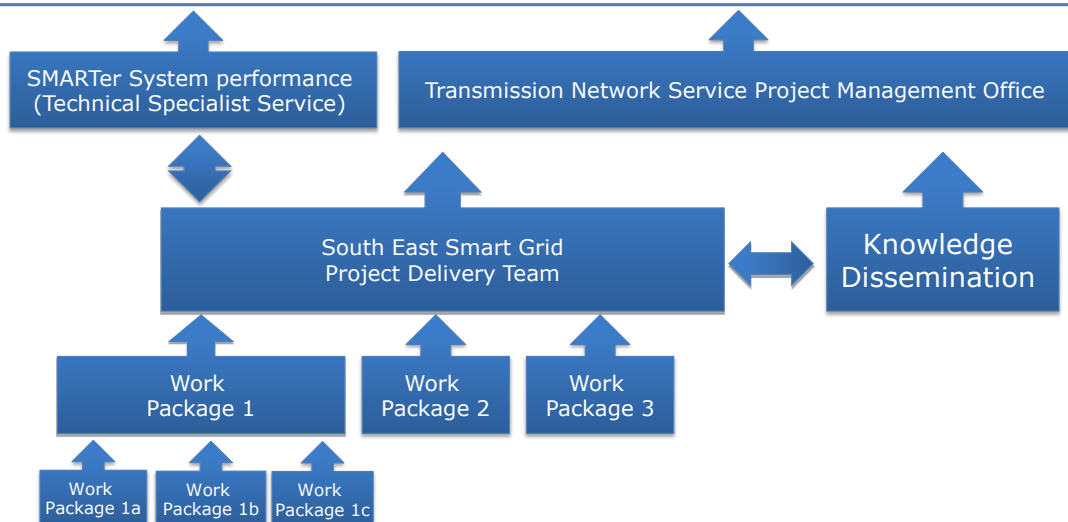 SMARTer System performance
(Technical Specialist Service)
Transmission Network Service Project Management Office
South East Smart Grid
Project Delivery Team
Knowledge
Dissemination
Work
Package 1
Work
Package 2
Work
Package 3
Work
Package 1a
Work
Package 1b
Work
Package 1c